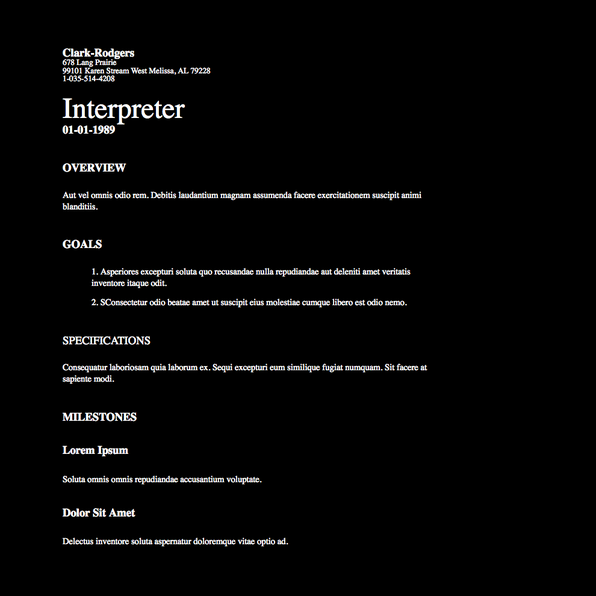 Clark-Rodgers
678 Lang Prairie
99101 Karen Stream West Melissa, AL 79228
1-035-514-4208
Interpreter
01-01-1989
OVERVIEW
Aut vel omnis odio rem. Debitis laudantium magnam assumenda facere exercitationem suscipit animi
blanditiis.
GOALS
1. Asperiores excepturi soluta quo recusandae nulla repudiandae aut deleniti amet veritatis
inventore itaque odit.
2. SConsectetur odio beatae amet ut suscipit eius molestiae cumque libero est odio nemo.
SPECIFICATIONS
Consequatur laboriosam quia laborum ex. Sequi excepturi eum similique fugiat numquam. Sit facere at
sapiente modi.
MILESTONES
Lorem Ipsum
Soluta omnis omnis repudiandae accusantium voluptate.
Dolor Sit Amet
Delectus inventore soluta aspernatur doloremque vitae optio ad.